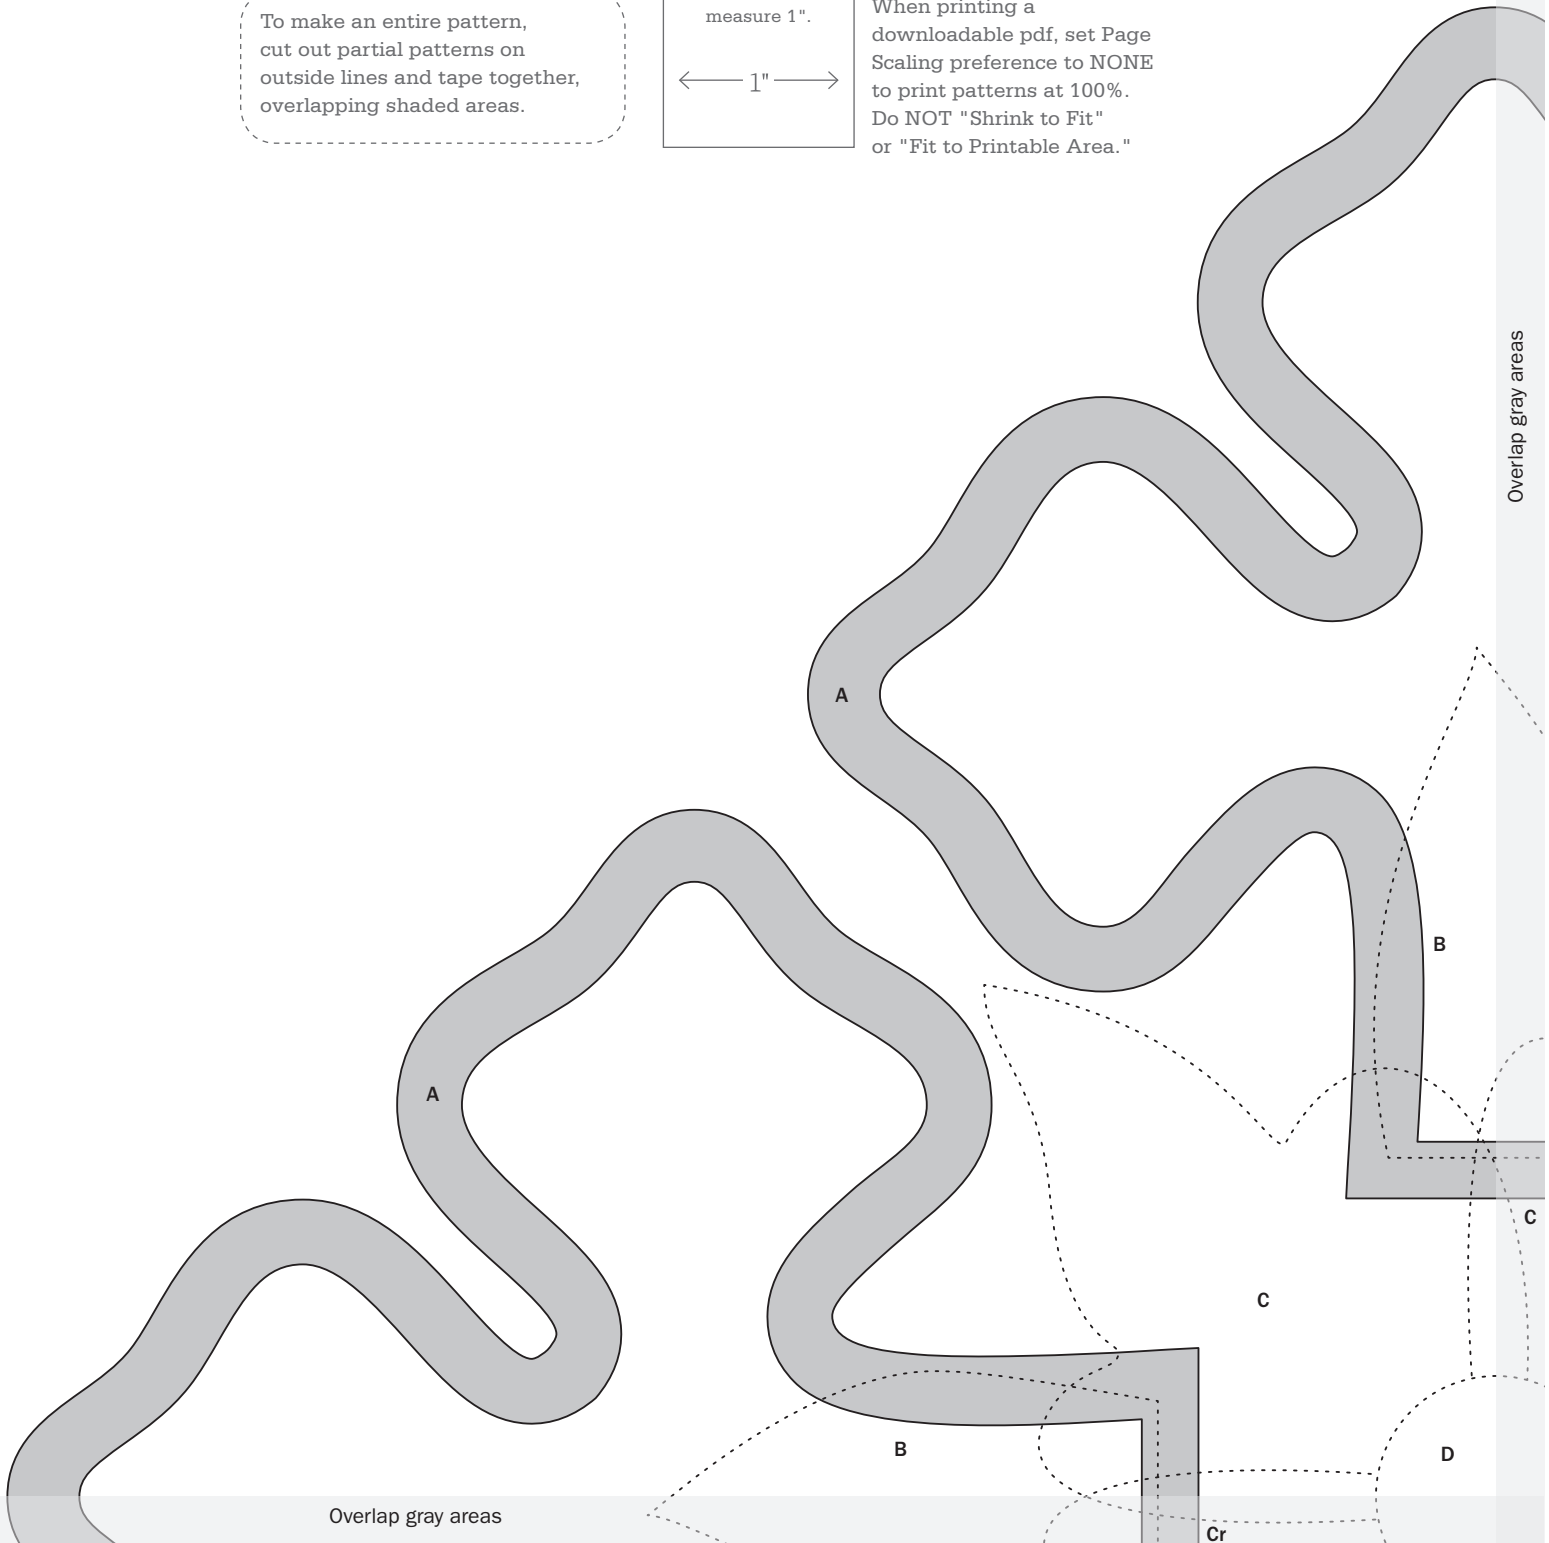 To make an entire pattern,
cut out partial patterns on
outside lines and tape together,
overlapping shaded areas.
measure 1".
1"
When printing a
downloadable pdf, set Page
Scaling preference to NONE
to print patterns at 100%.
Do NOT "Shrink to Fit"
or "Fit to Printable Area."
Overlap gray areas
A
B
A
C
C
B
D
Overlap gray areas
Cr